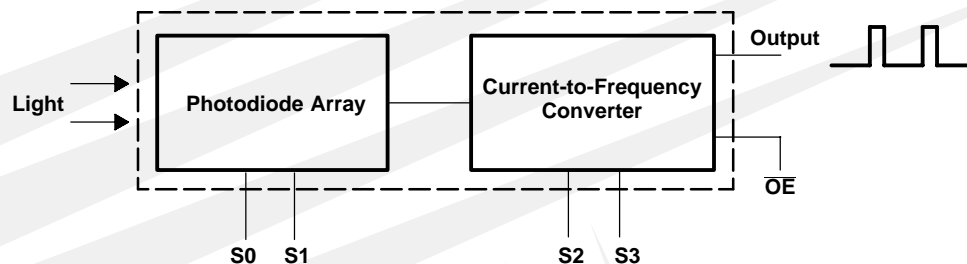 Light
Photodiode Array
Current-to-Frequency
Converter
Output
OE
S0
S1
S2
S3